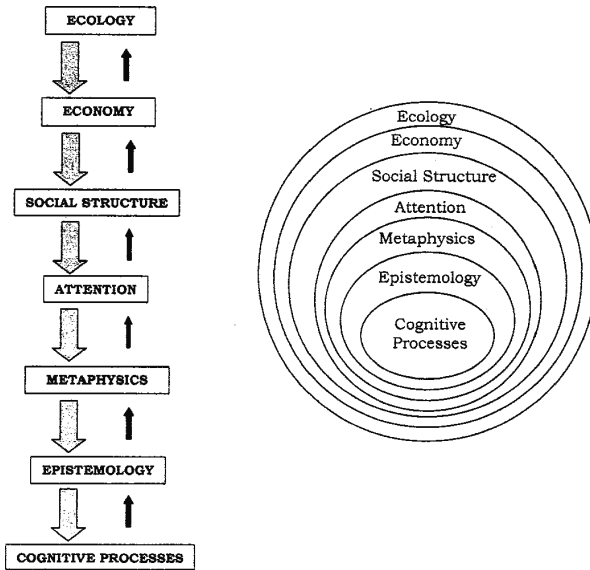 ECOLOGY
ECONOMY
SOCIAL STRUCTURE
ATTENTION
METAPHYSICS
EPISTEMOLOGY
COGNITIVE PROCESSES
Ecology
Economy
Social Structure
Attention
Metaphysics
Epistemology
Cognitive
Processes